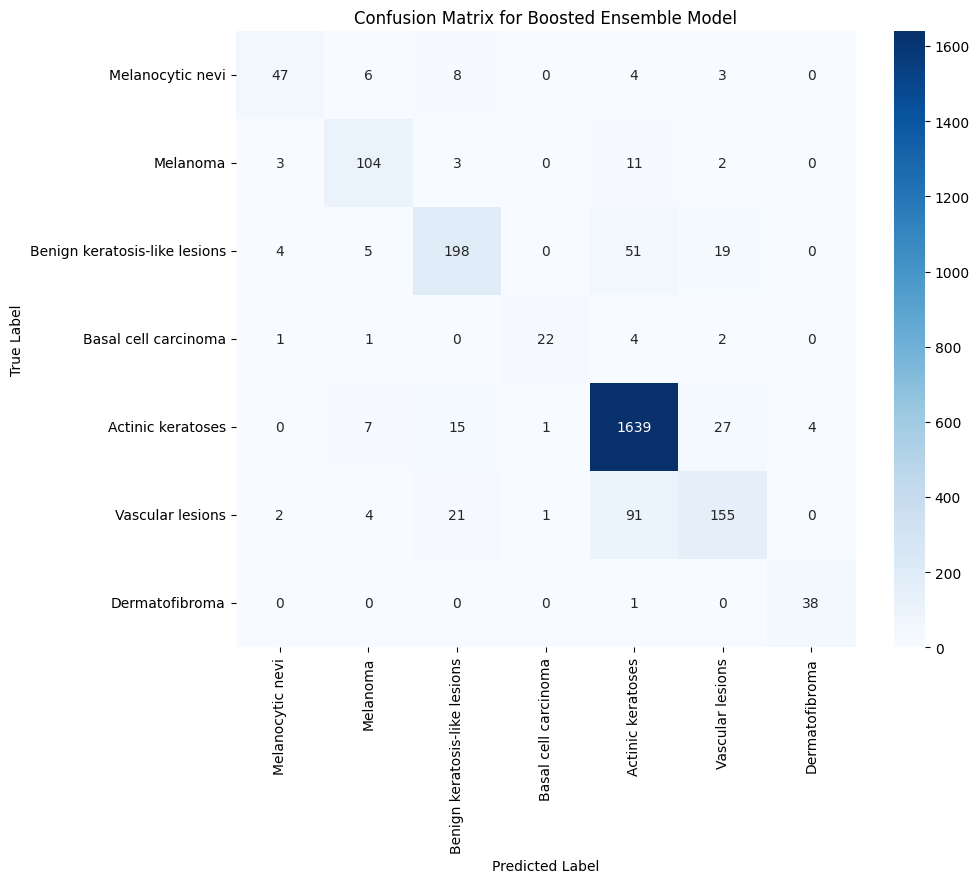 Confusion Matrix for Boosted Ensemble Model
True Label
Melanocytic nevi 47 6 8 0 4 3 0
Melanoma 3 104 3 0 11 2 0
Benign keratosis-like lesions 4 5 198 0 51 19 0
Basal cell carcinoma 1 1 0 22 4 2 0
Actinic keratoses 0 7 15 1 1639 27 4
Vascular lesions 2 4 21 1 91 155 0
Dermatofibroma 0 0 0 0 1 0 38
Melanocytic nevi
Melanoma
Benign keratosis-like lesions
Basal cell carcinoma
Actinic keratoses
Vascular lesions
Dermatofibroma
Predicted Label
1600
1400
1200
1000
800
600
400
200
0